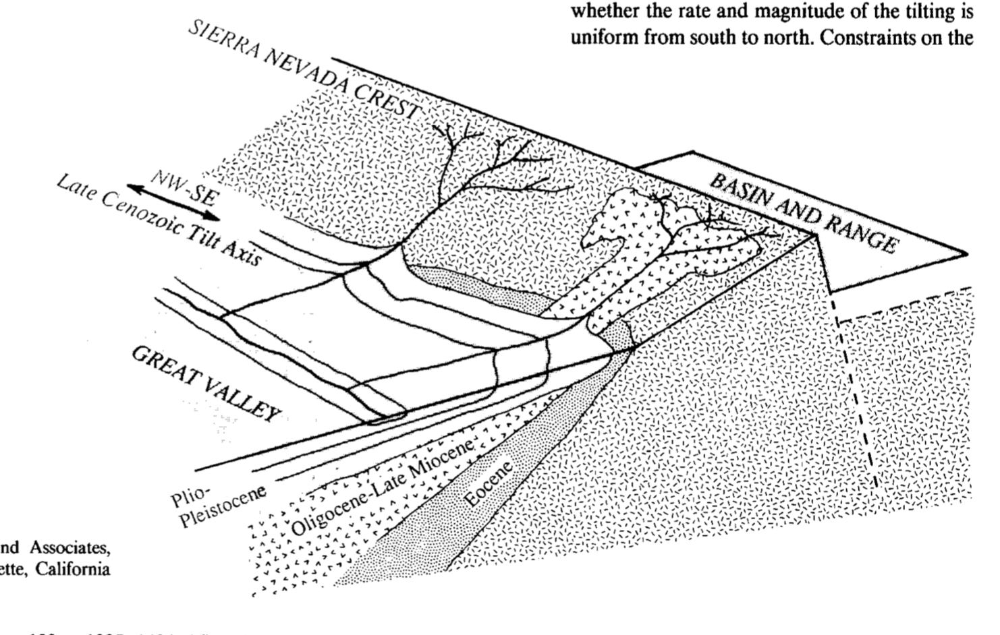 whether the rate and magnitude of the tilting is
uniform from south to north. Constraints on the
SIERRA NEVADA CREST
BASIN AND RANGE
NW-SE
Late Cenozoic Tilt Axis
GREAT VALLEY
Plio-
Pleistocene
Oligocene-Late Miocene
Eocene
nd Associates,
ette, California